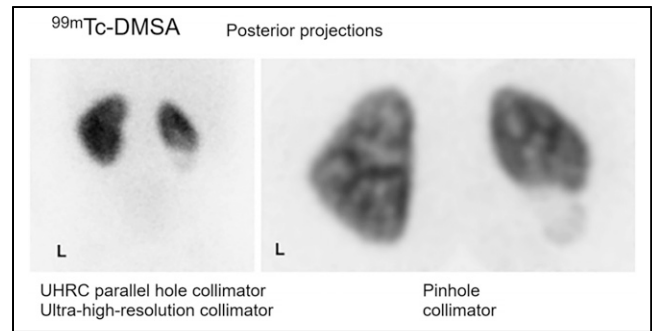 ⁹⁹ᵐTc-DMSA
Posterior projections
L
L
UHRC parallel hole collimator
Ultra-high-resolution collimator
Pinhole
collimator